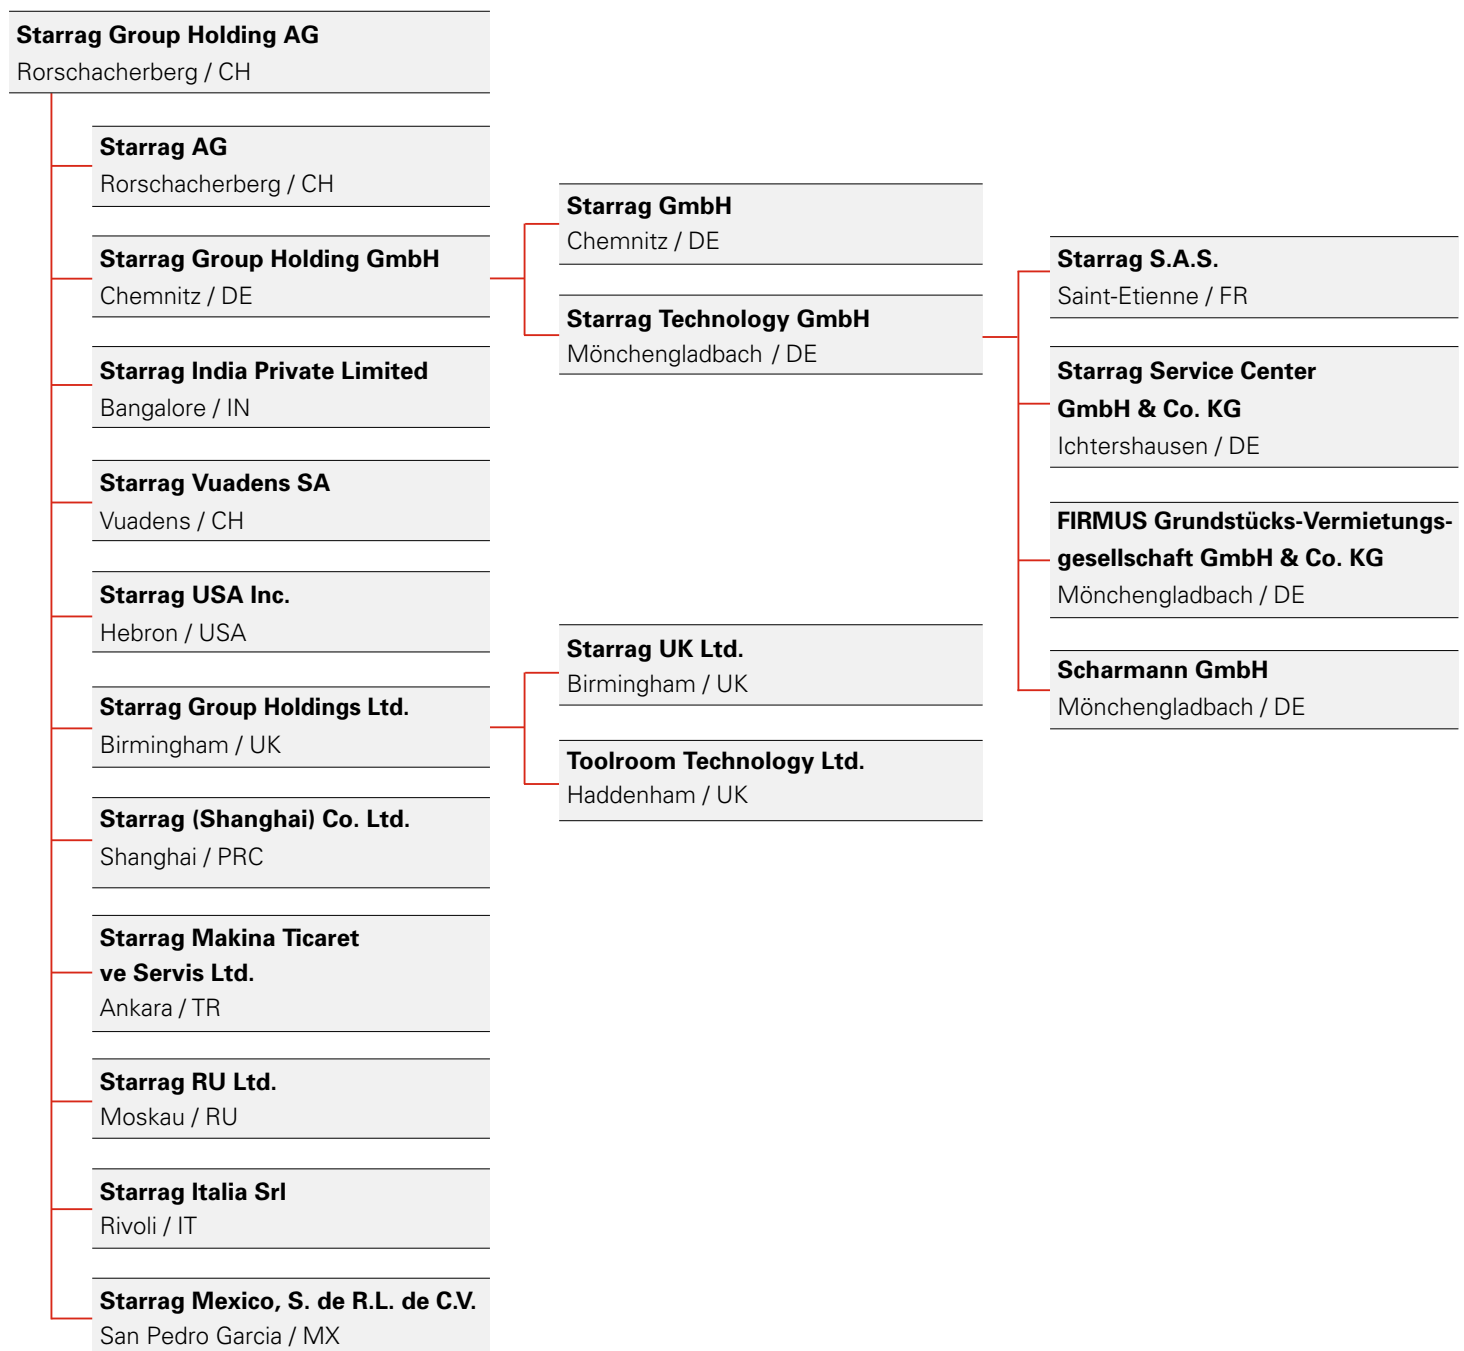 Starrag Group Holding AG
Rorschacherberg / CH
Starrag AG
Rorschacherberg / CH
Starrag Group Holding GmbH
Chemnitz / DE
Starrag India Private Limited
Bangalore / IN
Starrag Vuadens SA
Vuadens / CH
Starrag USA Inc.
Hebron / USA
Starrag Group Holdings Ltd.
Birmingham / UK
Starrag (Shanghai) Co. Ltd.
Shanghai / PRC
Starrag Makina Ticaret
ve Servis Ltd.
Ankara / TR
Starrag RU Ltd.
Moskau / RU
Starrag Italia Srl
Rivoli / IT
Starrag Mexico, S. de R.L. de C.V.
San Pedro Garcia / MX
Starrag GmbH
Chemnitz / DE
Starrag Technology GmbH
Mönchengladbach / DE
Starrag UK Ltd.
Birmingham / UK
Toolroom Technology Ltd.
Haddenham / UK
Starrag S.A.S.
Saint-Etienne / FR
Starrag Service Center
GmbH & Co. KG
Ichtershausen / DE
FIRMUS Grundstücks-Vermietungs-
gesellschaft GmbH & Co. KG
Mönchengladbach / DE
Scharmann GmbH
Mönchengladbach / DE